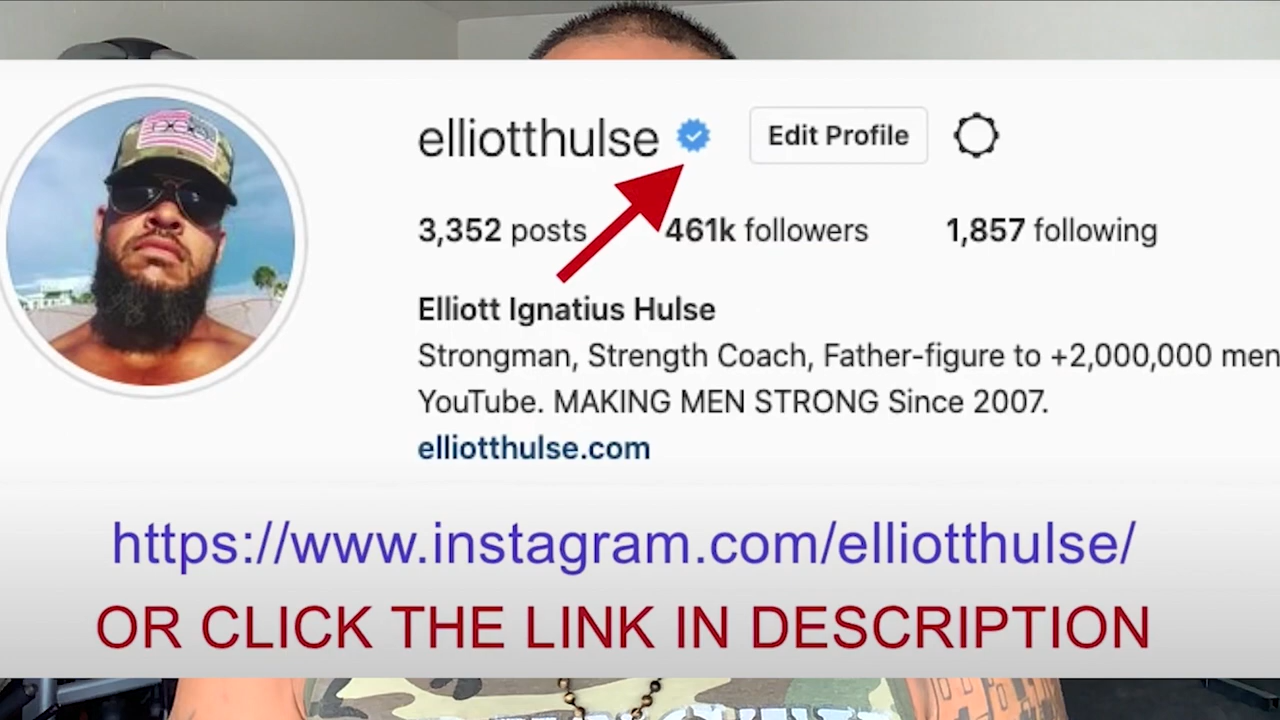 elliotthulse Edit Profile
3,352 posts 461k followers 1,857 following
Elliott Ignatius Hulse
Strongman, Strength Coach, Father-figure to +2,000,000 men
YouTube. MAKING MEN STRONG Since 2007.
elliotthulse.com
https://www.instagram.com/elliotthulse/
OR CLICK THE LINK IN DESCRIPTION